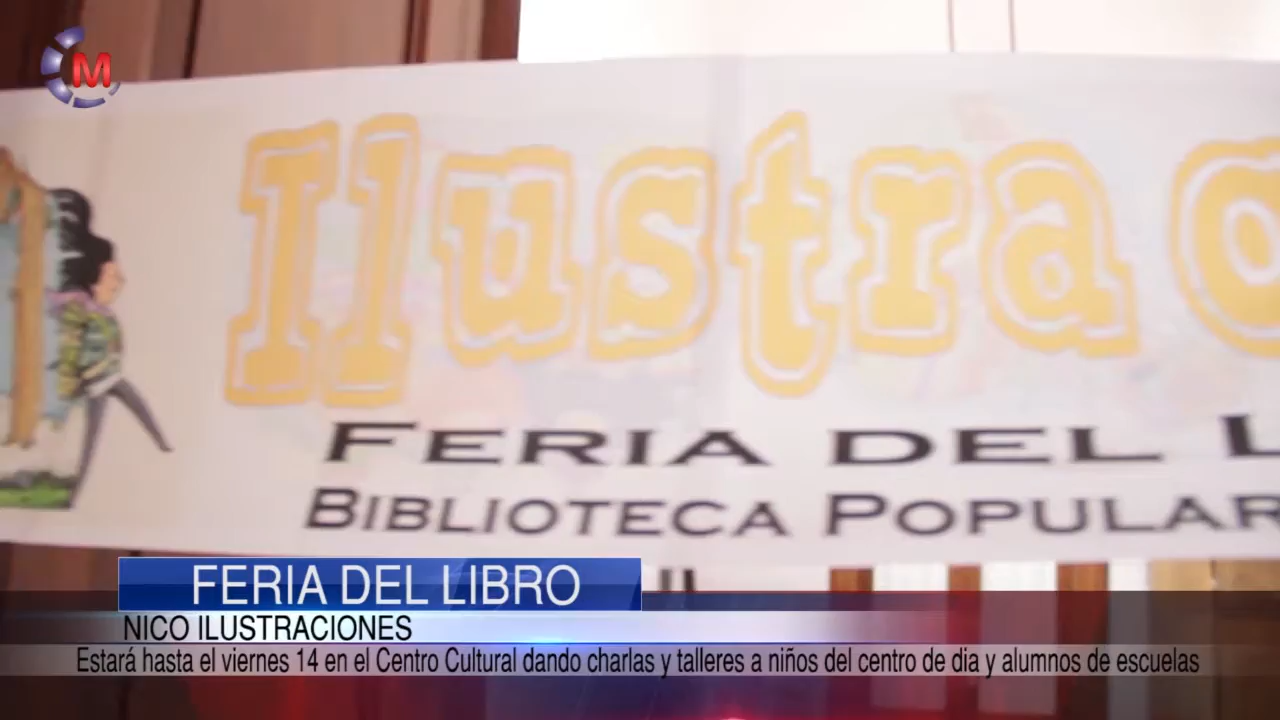 M
Ilustra
FERIA DEL L
BIBLIOTECA POPULAR
FERIA DEL LIBRO
NICO ILUSTRACIONES
Estará hasta el viernes 14 en el Centro Cultural dando charlas y talleres a niños del centro de dia y alumnos de escuelas